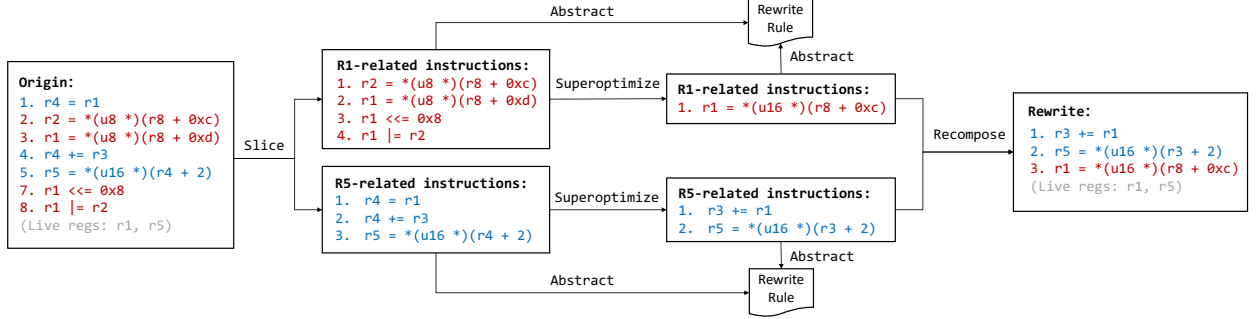 Origin:
1. r4 = r1
2. r2 = *(u8 *)(r8 + 0xc)
3. r1 = *(u8 *)(r8 + 0xd)
4. r4 += r3
5. r5 = *(u16 *)(r4 + 2)
7. r1 <<= 0x8
8. r1 |= r2
(Live regs: r1, r5)
Slice
R1-related instructions:
1. r2 = *(u8 *)(r8 + 0xc)
2. r1 = *(u8 *)(r8 + 0xd)
3. r1 <<= 0x8
4. r1 |= r2
R5-related instructions:
1. r4 = r1
2. r4 += r3
3. r5 = *(u16 *)(r4 + 2)
Abstract
Rewrite
Rule
Abstract
Superoptimize
R1-related instructions:
1. r1 = *(u16 *)(r8 + 0xc)
Superoptimize
R5-related instructions:
1. r3 += r1
2. r5 = *(u16 *)(r3 + 2)
Abstract
Abstract
Rewrite
Rule
Recompose
Rewrite:
1. r3 += r1
2. r5 = *(u16 *)(r3 + 2)
3. r1 = *(u16 *)(r8 + 0xc)
(Live regs: r1, r5)